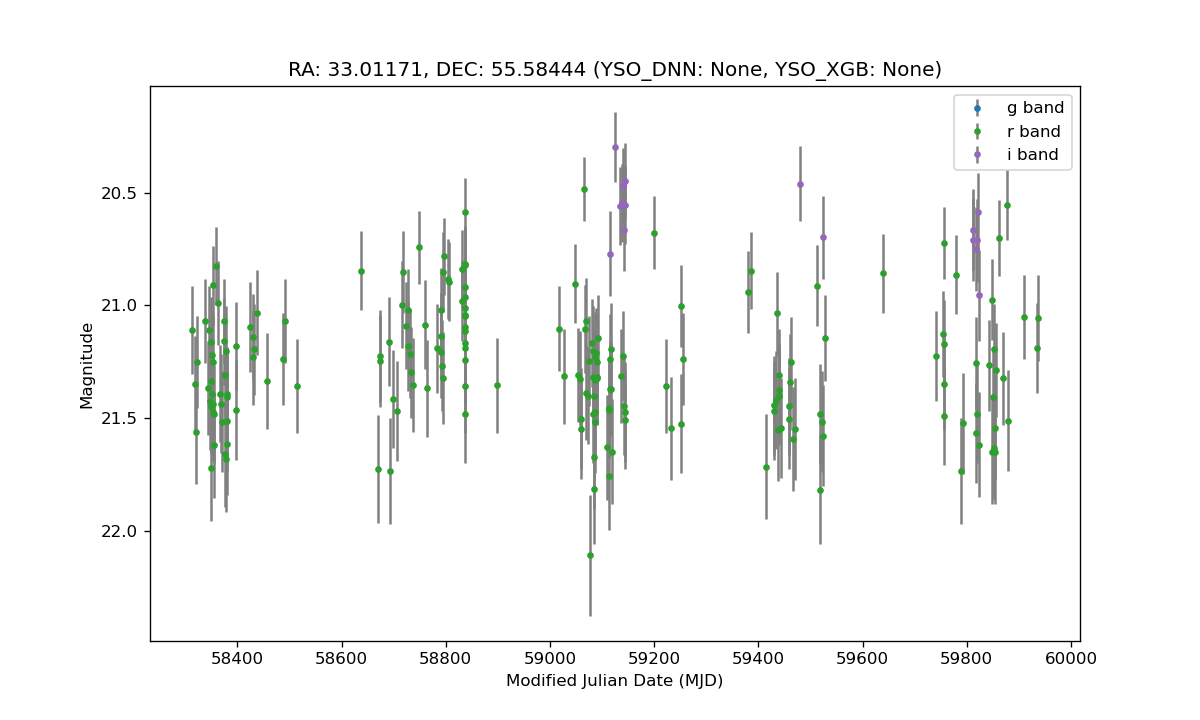 RA: 33.01171, DEC: 55.58444 (YSO_DNN: None, YSO_XGB: None)
g band
r band
i band
20.5
21.0
21.5
22.0
Magnitude
58400 58600 58800 59000 59200 59400 59600 59800 60000
Modified Julian Date (MJD)